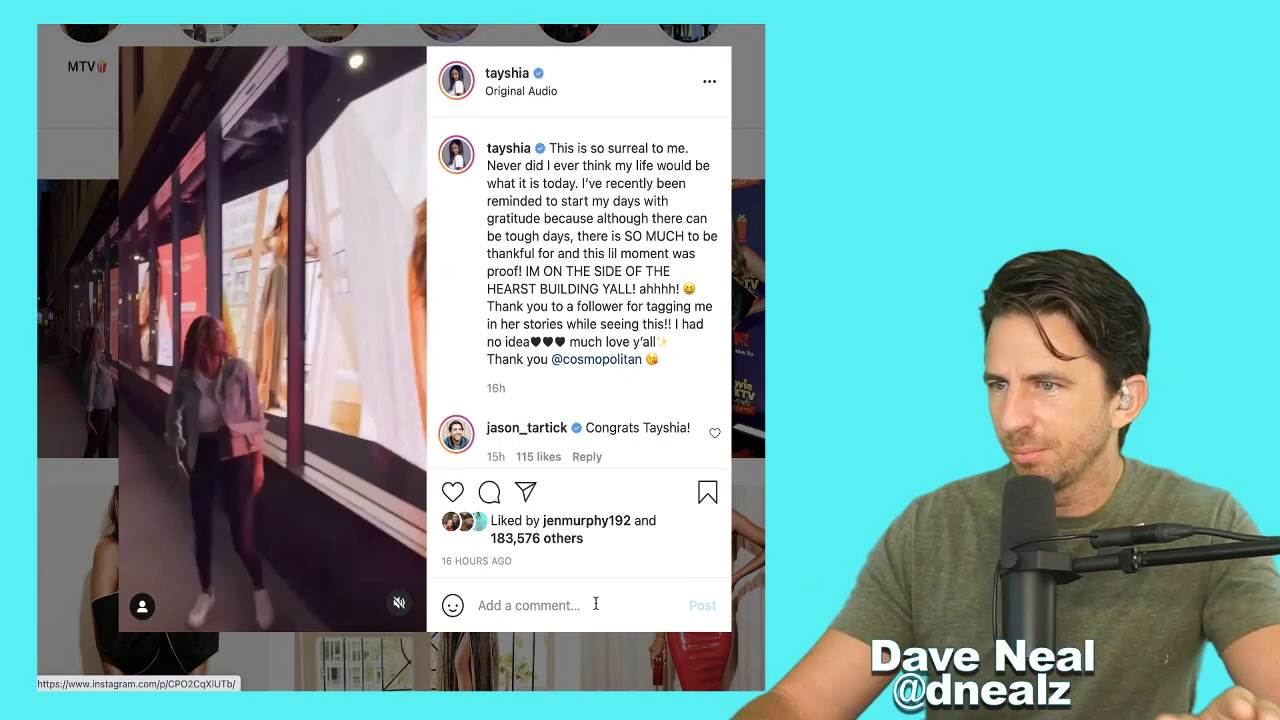 MTV🍿
tayshia
Original Audio
tayshia This is so surreal to me.
Never did I ever think my life would be
what it is today. I've recently been
reminded to start my days with
gratitude because although there can
be tough days, there is SO MUCH to be
thankful for and this lil moment was
proof! IM ON THE SIDE OF THE
HEARST BUILDING YALL! ahhhh! 😆
Thank you to a follower for tagging me
in her stories while seeing this!! I had
no idea🖤🖤🖤 much love y'all✨
Thank you @cosmopolitan 😘
16h
jason_tartick Congrats Tayshia!
15h 115 likes Reply
Liked by jenmurphy192 and
183,576 others
16 HOURS AGO
Add a comment... Post
https://www.instagram.com/p/CPO2CqXlUTb/
Dave Neal
@dnealz